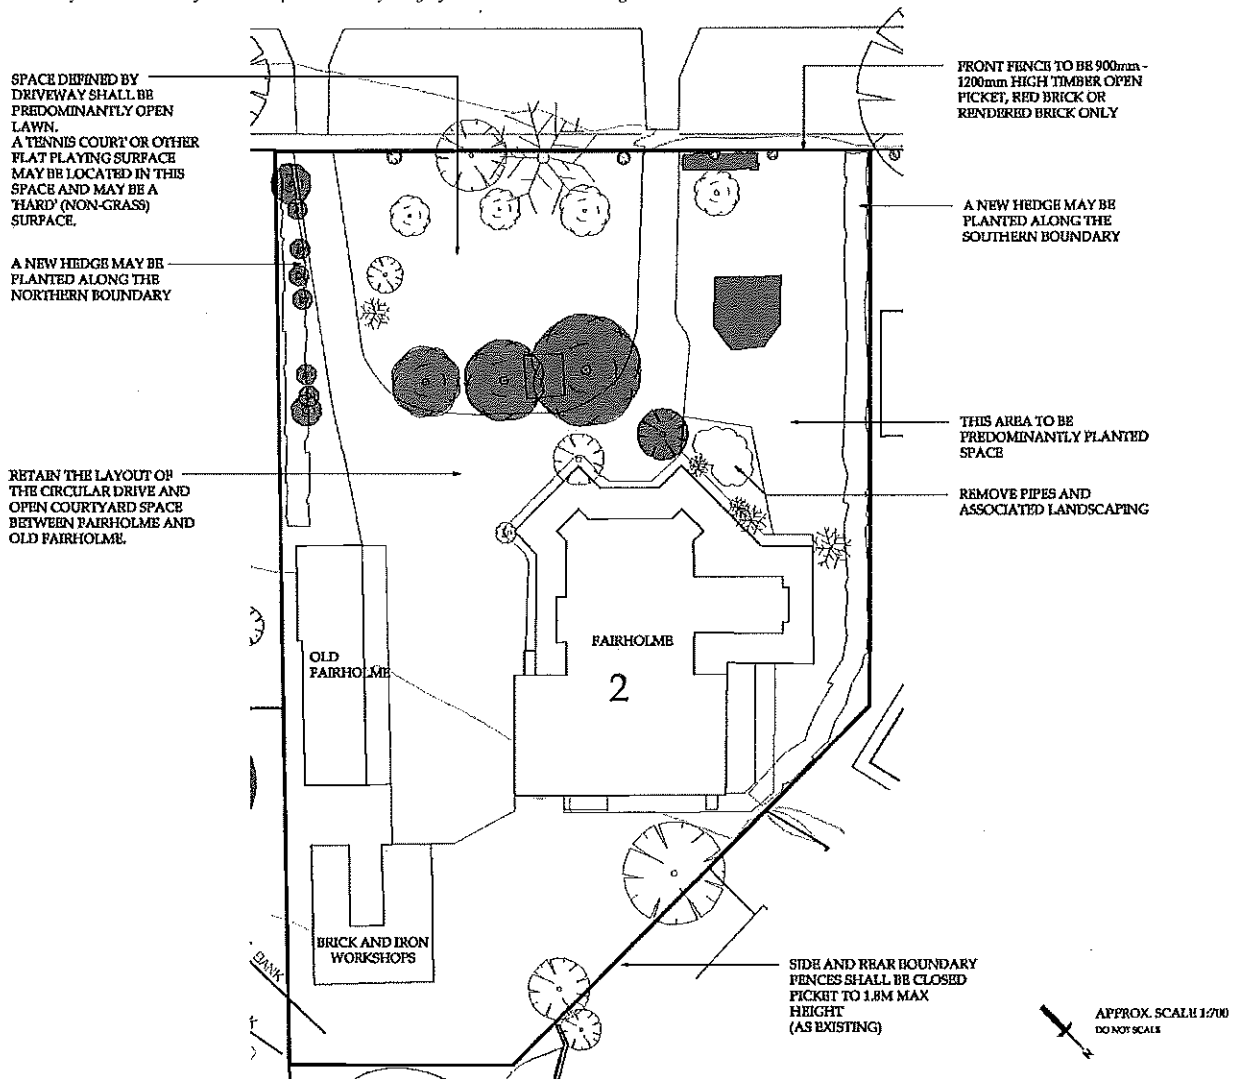 SPACE DEFINED BY
DRIVEWAY SHALL BE
PREDOMINANTLY OPEN
LAWN.
A TENNIS COURT OR OTHER
FLAT PLAYING SURFACE
MAY BE LOCATED IN THIS
SPACE AND MAY BE A
'HARD' (NON-GRASS)
SURFACE.
A NEW HEDGE MAY BE
PLANTED ALONG THE
NORTHERN BOUNDARY
RETAIN THE LAYOUT OF
THE CIRCULAR DRIVE AND
OPEN COURTYARD SPACE
BETWEEN FAIRHOLME AND
OLD FAIRHOLME.
FRONT FENCE TO BE 900mm -
1200mm HIGH TIMBER OPEN
PICKET, RED BRICK OR
RENDERED BRICK ONLY
A NEW HEDGE MAY BE
PLANTED ALONG THE
SOUTHERN BOUNDARY
THIS AREA TO BE
PREDOMINANTLY PLANTED
SPACE
REMOVE PIPES AND
ASSOCIATED LANDSCAPING
OLD
FAIRHOLME
FAIRHOLME
2
BRICK AND IRON
WORKSHOPS
BANK
SIDE AND REAR BOUNDARY
FENCES SHALL BE CLOSED
PICKET TO 1.8M MAX
HEIGHT
(AS EXISTING)
N
APPROX. SCALE 1:700
DO NOT SCALE